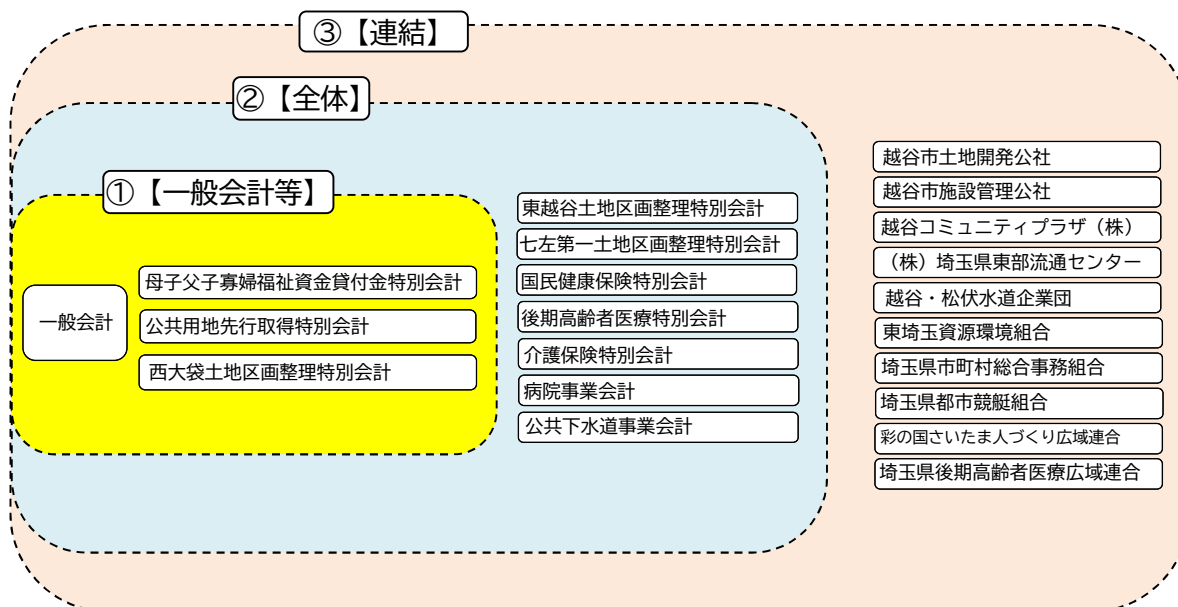 ③【連結】
②【全体】
①【一般会計等】
一般会計
母子父子寡婦福祉資金貸付金特別会計
公共用地先行取得特別会計
西大袋土地区画整理特別会計
東越谷土地区画整理特別会計
七左第一土地区画整理特別会計
国民健康保険特別会計
後期高齢者医療特別会計
介護保険特別会計
病院事業会計
公共下水道事業会計
越谷市土地開発公社
越谷市施設管理公社
越谷コミュニティプラザ（株）
（株）埼玉県東部流通センター
越谷・松伏水道企業団
東埼玉資源環境組合
埼玉県市町村総合事務組合
埼玉県都市競艇組合
彩の国さいたま人づくり広域連合
埼玉県後期高齢者医療広域連合